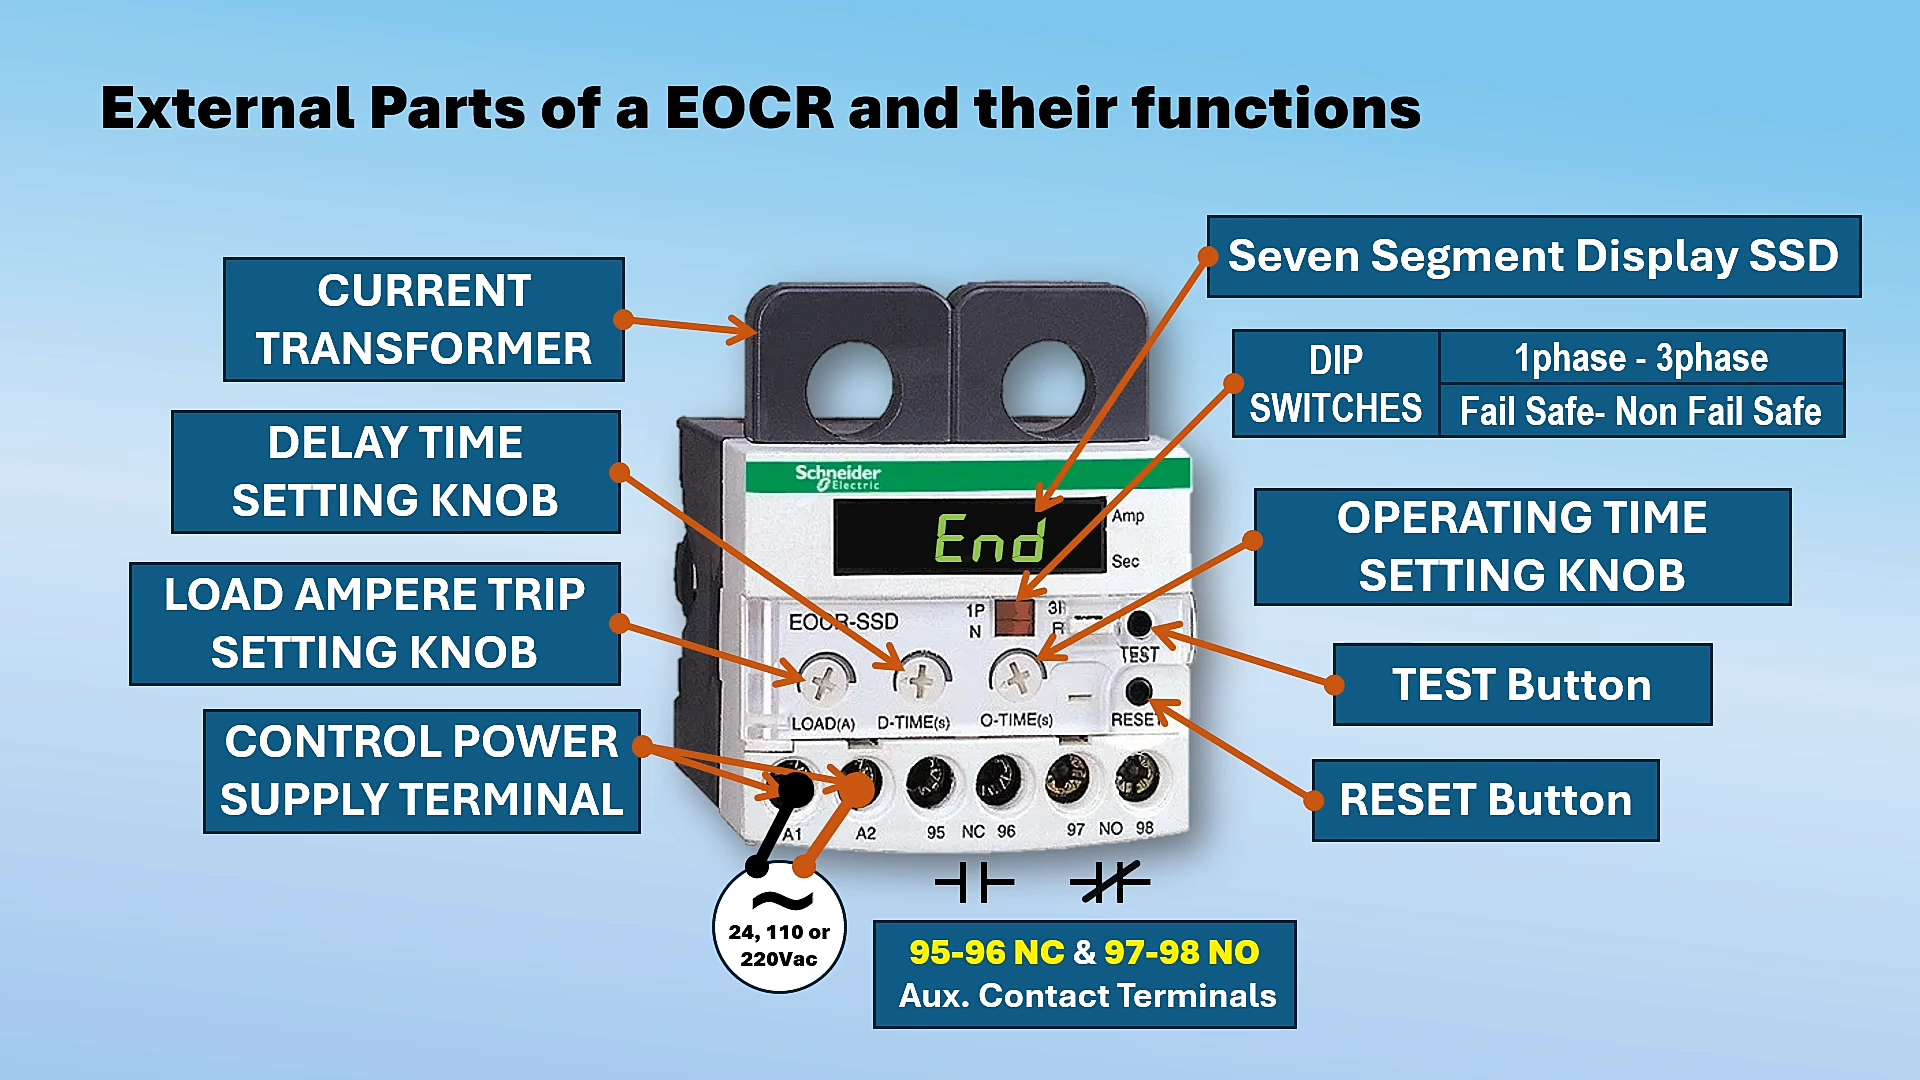 External Parts of a EOCR and their functions
Seven Segment Display SSD
CURRENT
TRANSFORMER
DIP
SWITCHES
1phase - 3phase
Fail Safe- Non Fail Safe
DELAY TIME
SETTING KNOB
Schneider
Electric
End
Amp
Sec
OPERATING TIME
SETTING KNOB
LOAD AMPERE TRIP
SETTING KNOB
EOCR-SSD
1P
N
R
TEST
TEST Button
LOAD(A)
D-TIME(s)
O-TIME(s)
RESET
CONTROL POWER
SUPPLY TERMINAL
RESET Button
A1
A2
95 NC 96
97 NO 98
24, 110 or
220Vac
95-96 NC & 97-98 NO
Aux. Contact Terminals